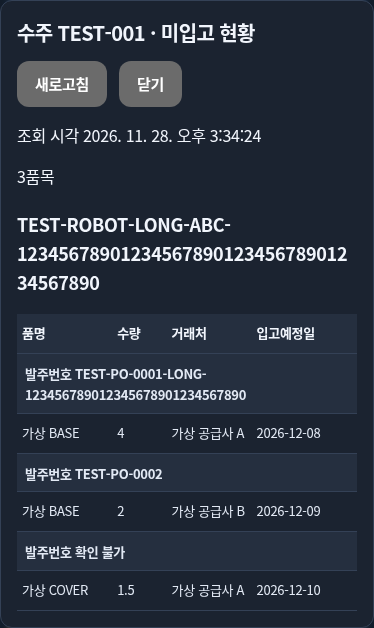 수주 TEST-001 · 미입고 현황
새로고침 닫기
조회 시각 2026. 11. 28. 오후 3:34:24
3품목
TEST-ROBOT-LONG-ABC-
12345678901234567890123456789012
34567890
품명 수량 거래처 입고예정일
발주번호 TEST-PO-0001-LONG-
123456789012345678901234567890
가상 BASE 4 가상 공급사 A 2026-12-08
발주번호 TEST-PO-0002
가상 BASE 2 가상 공급사 B 2026-12-09
발주번호 확인 불가
가상 COVER 1.5 가상 공급사 A 2026-12-10